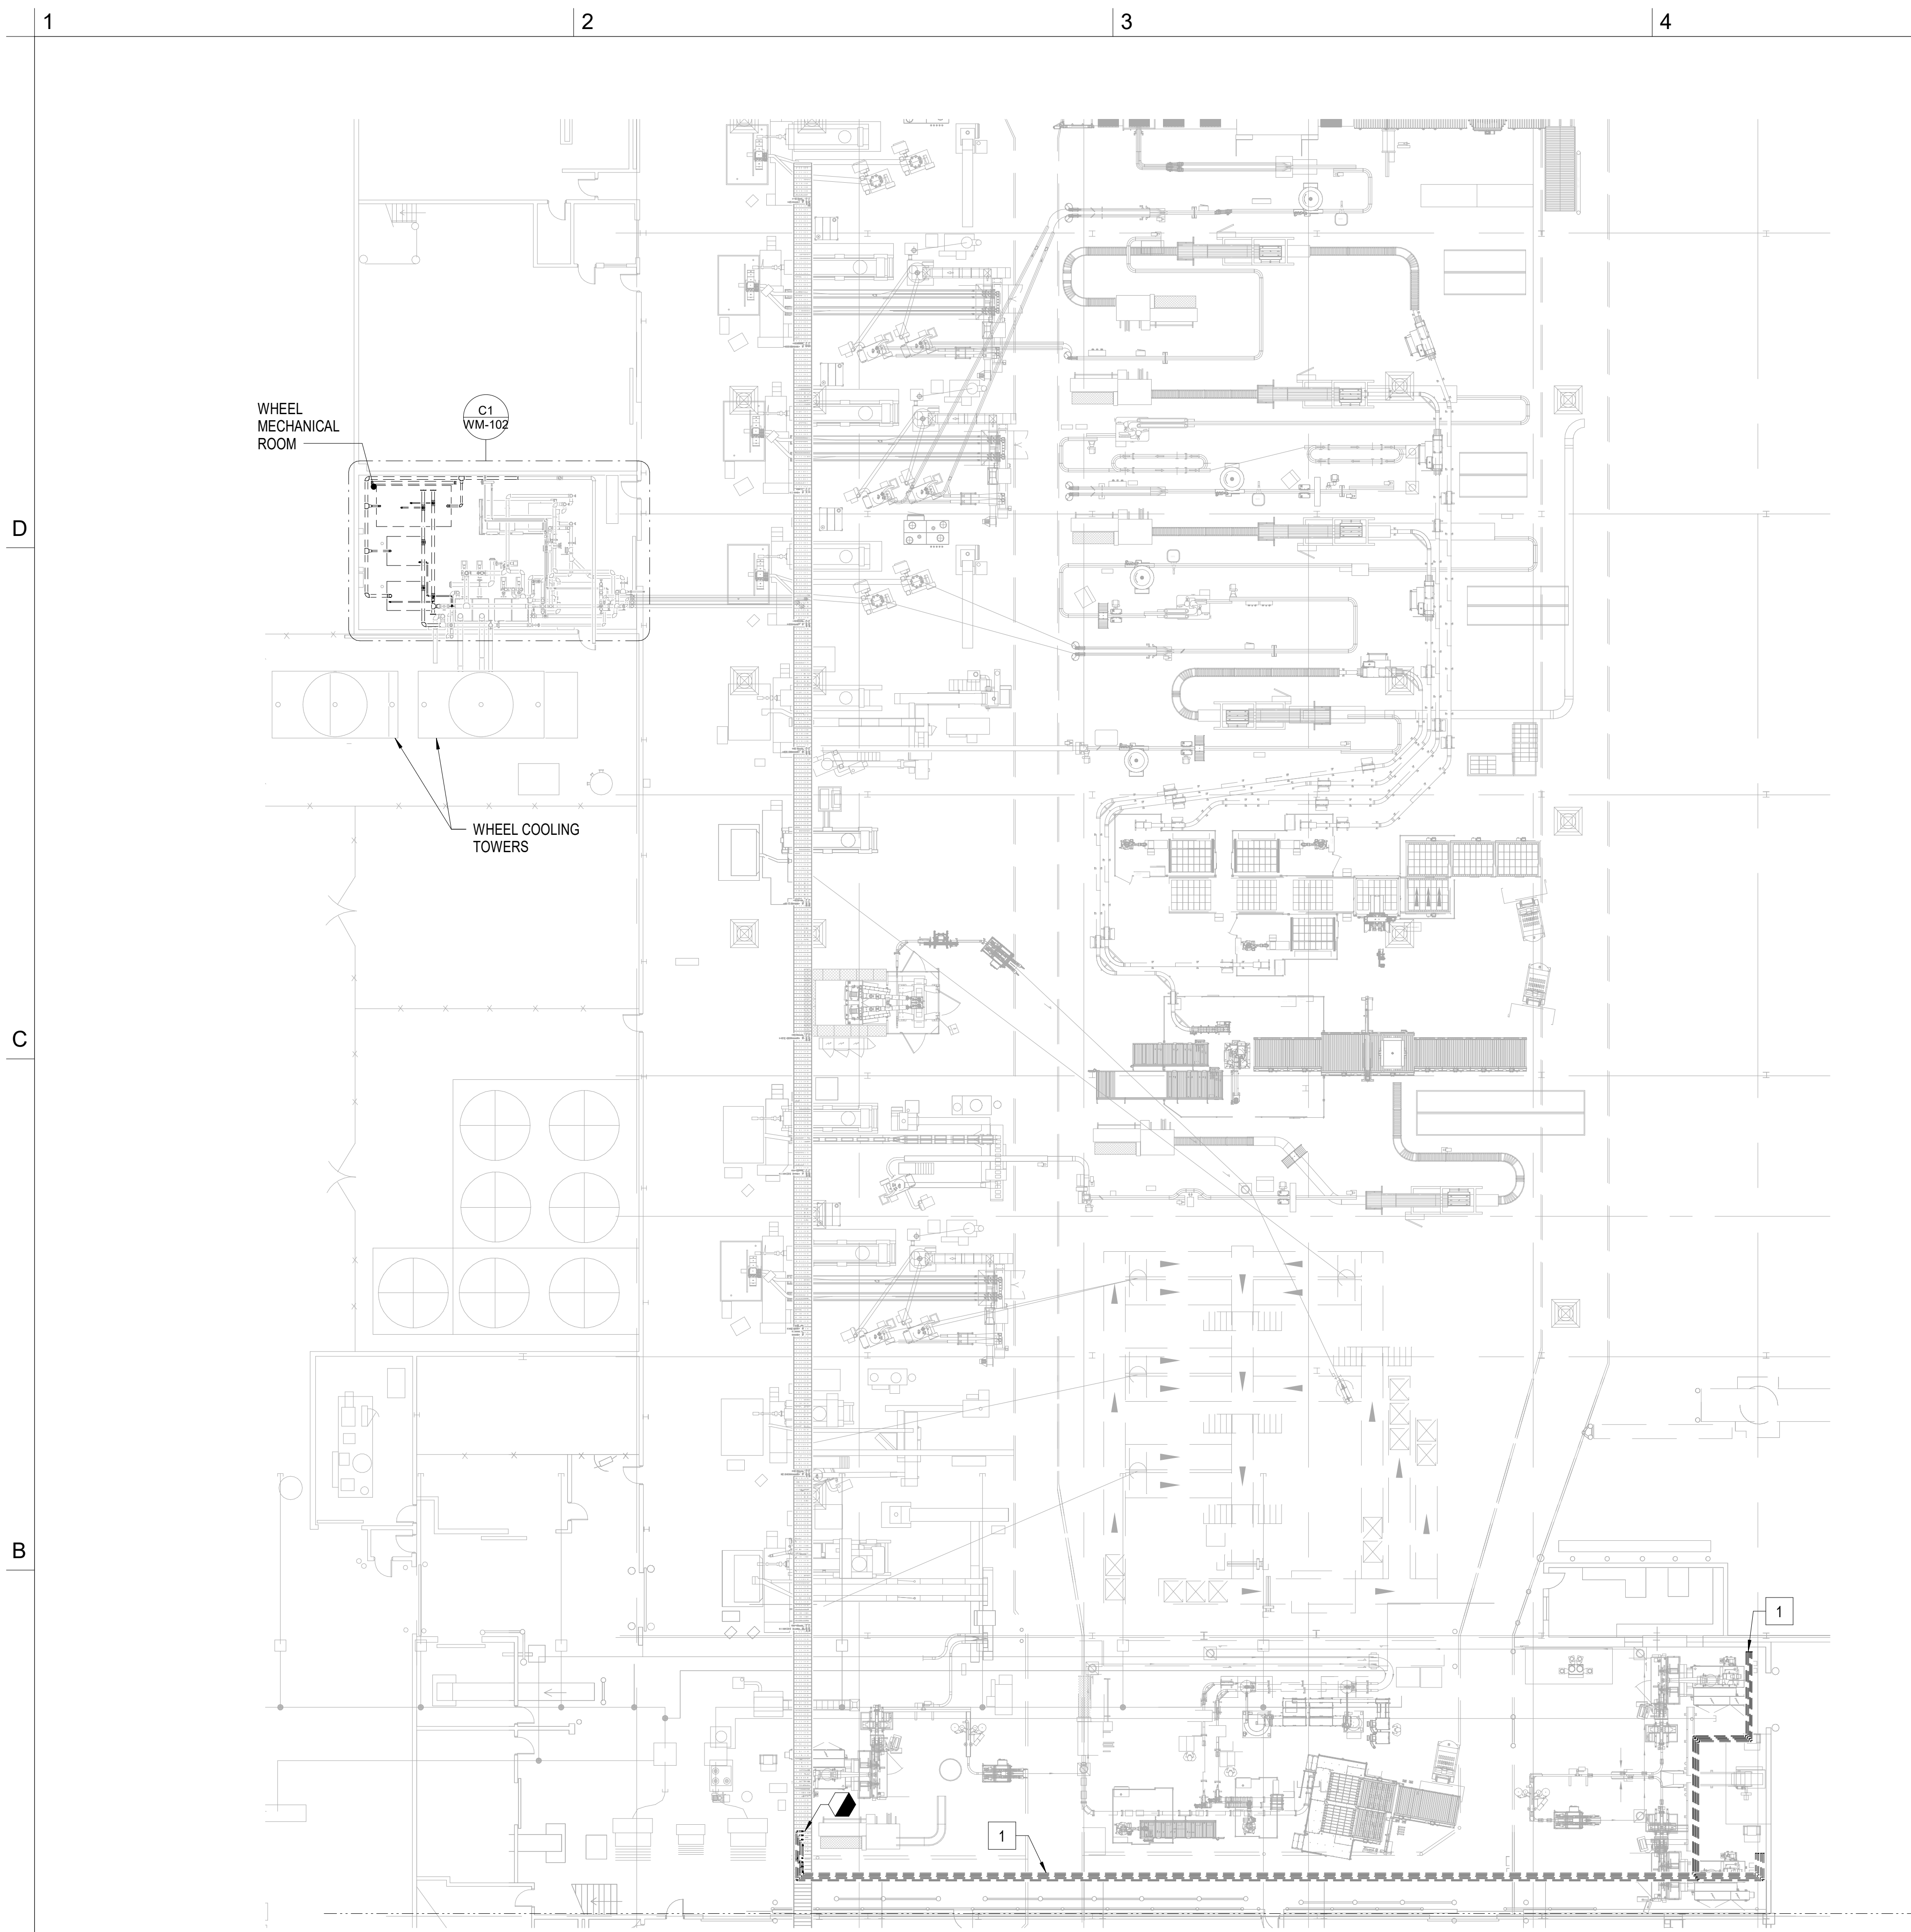 1
2
3
4
WHEEL
MECHANICAL
ROOM
C1
WM-102
D
WHEEL COOLING
TOWERS
C
B
1
1